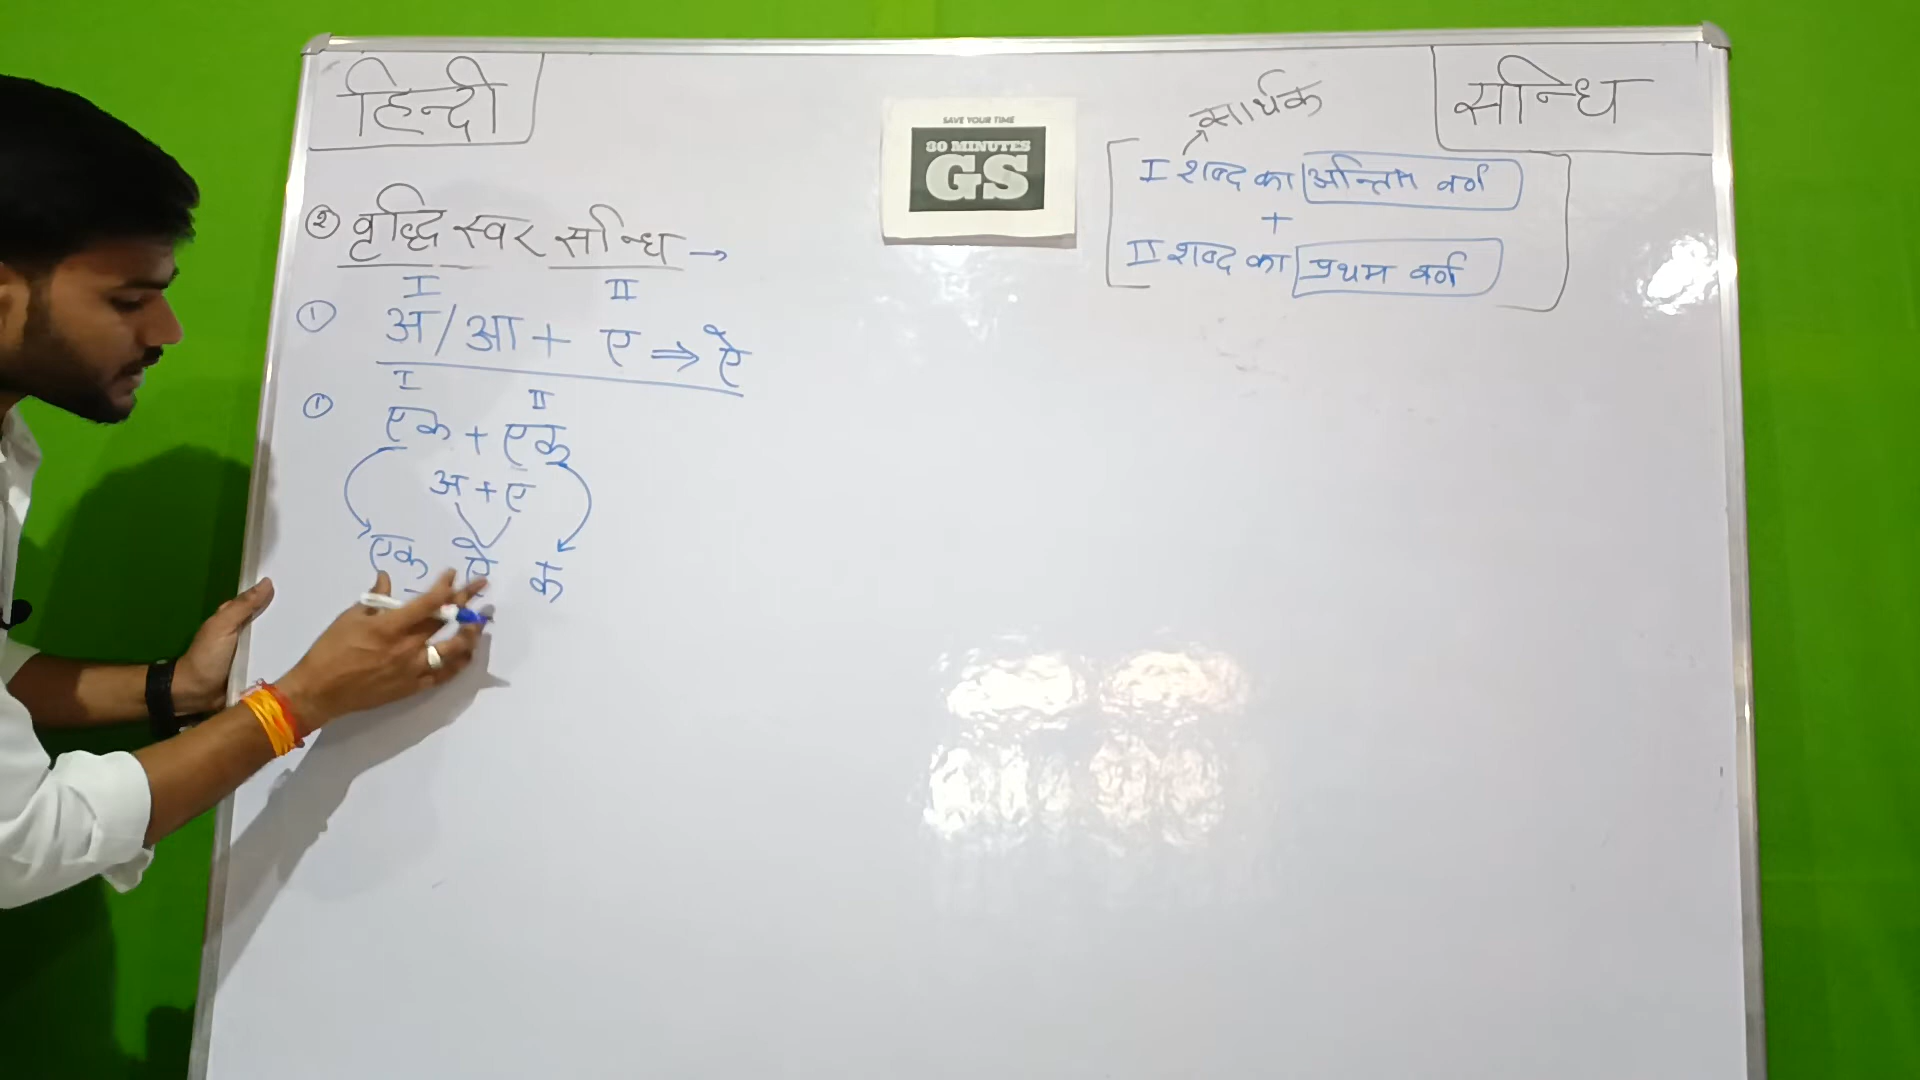 हिन्दी
सन्धि
सार्थक
SAVE YOUR TIME
30 MINUTES
GS
I शब्द का अन्तिम वर्ण
+
II शब्द का प्रथम वर्ण
② वृद्धि स्वर सन्धि →
I II
① अ/आ + ए ⇒ ऐ
I II
① एक + एक
अ + ए
एक ऐ क